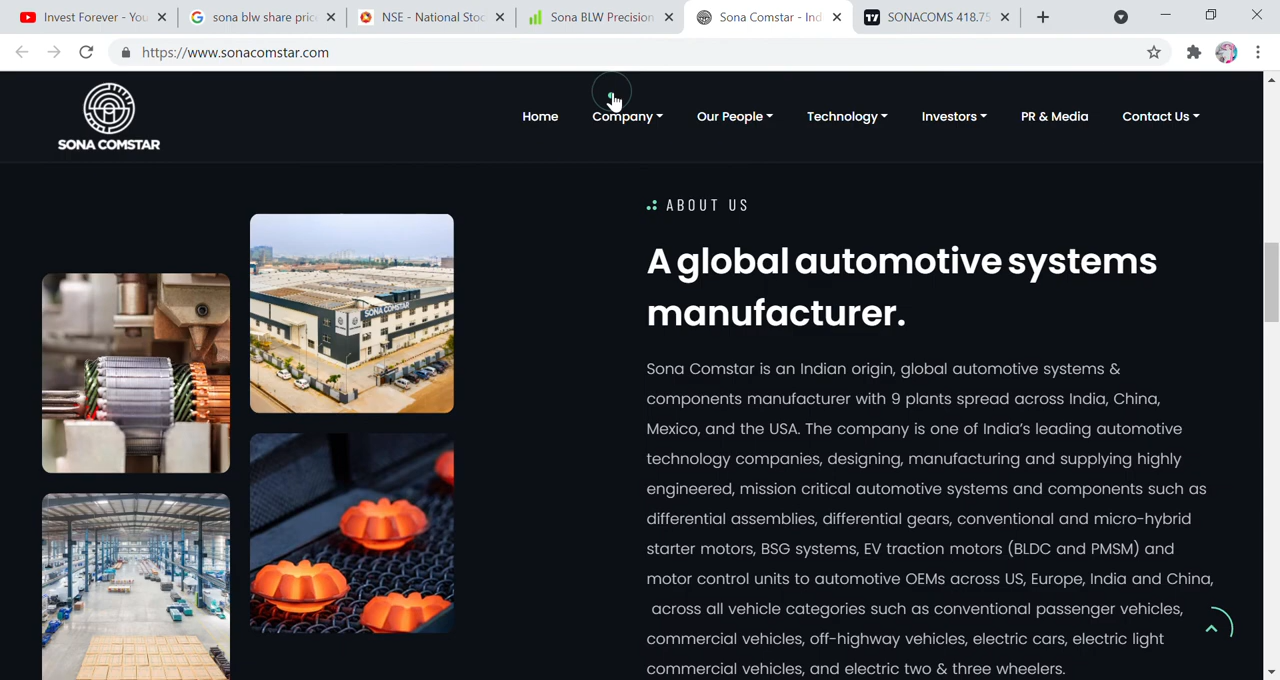 Invest Forever - You
sona blw share pric
NSE - National Stoc
Sona BLW Precision
Sona Comstar - Ind
SONACOMS 418.75
https://www.sonacomstar.com
SONA COMSTAR
Home
Company
Our People
Technology
Investors
PR & Media
Contact Us
ABOUT US
A global automotive systems
manufacturer.
SONA COMSTAR
Sona Comstar is an Indian origin, global automotive systems &
components manufacturer with 9 plants spread across India, China,
Mexico, and the USA. The company is one of India's leading automotive
technology companies, designing, manufacturing and supplying highly
engineered, mission critical automotive systems and components such as
differential assemblies, differential gears, conventional and micro-hybrid
starter motors, BSG systems, EV traction motors (BLDC and PMSM) and
motor control units to automotive OEMs across US, Europe, India and China,
across all vehicle categories such as conventional passenger vehicles,
commercial vehicles, off-highway vehicles, electric cars, electric light
commercial vehicles, and electric two & three wheelers.